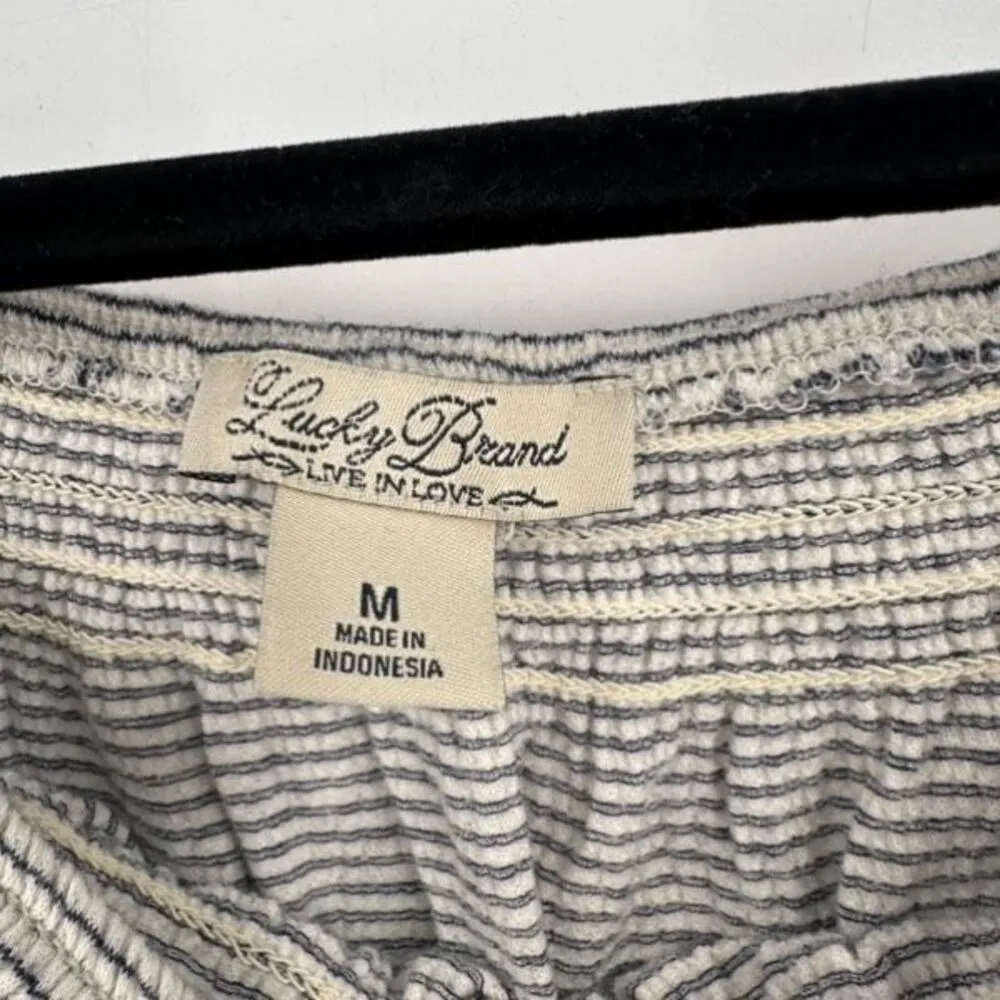 Lucky Brand
LIVE IN LOVE
M
MADE IN
INDONESIA